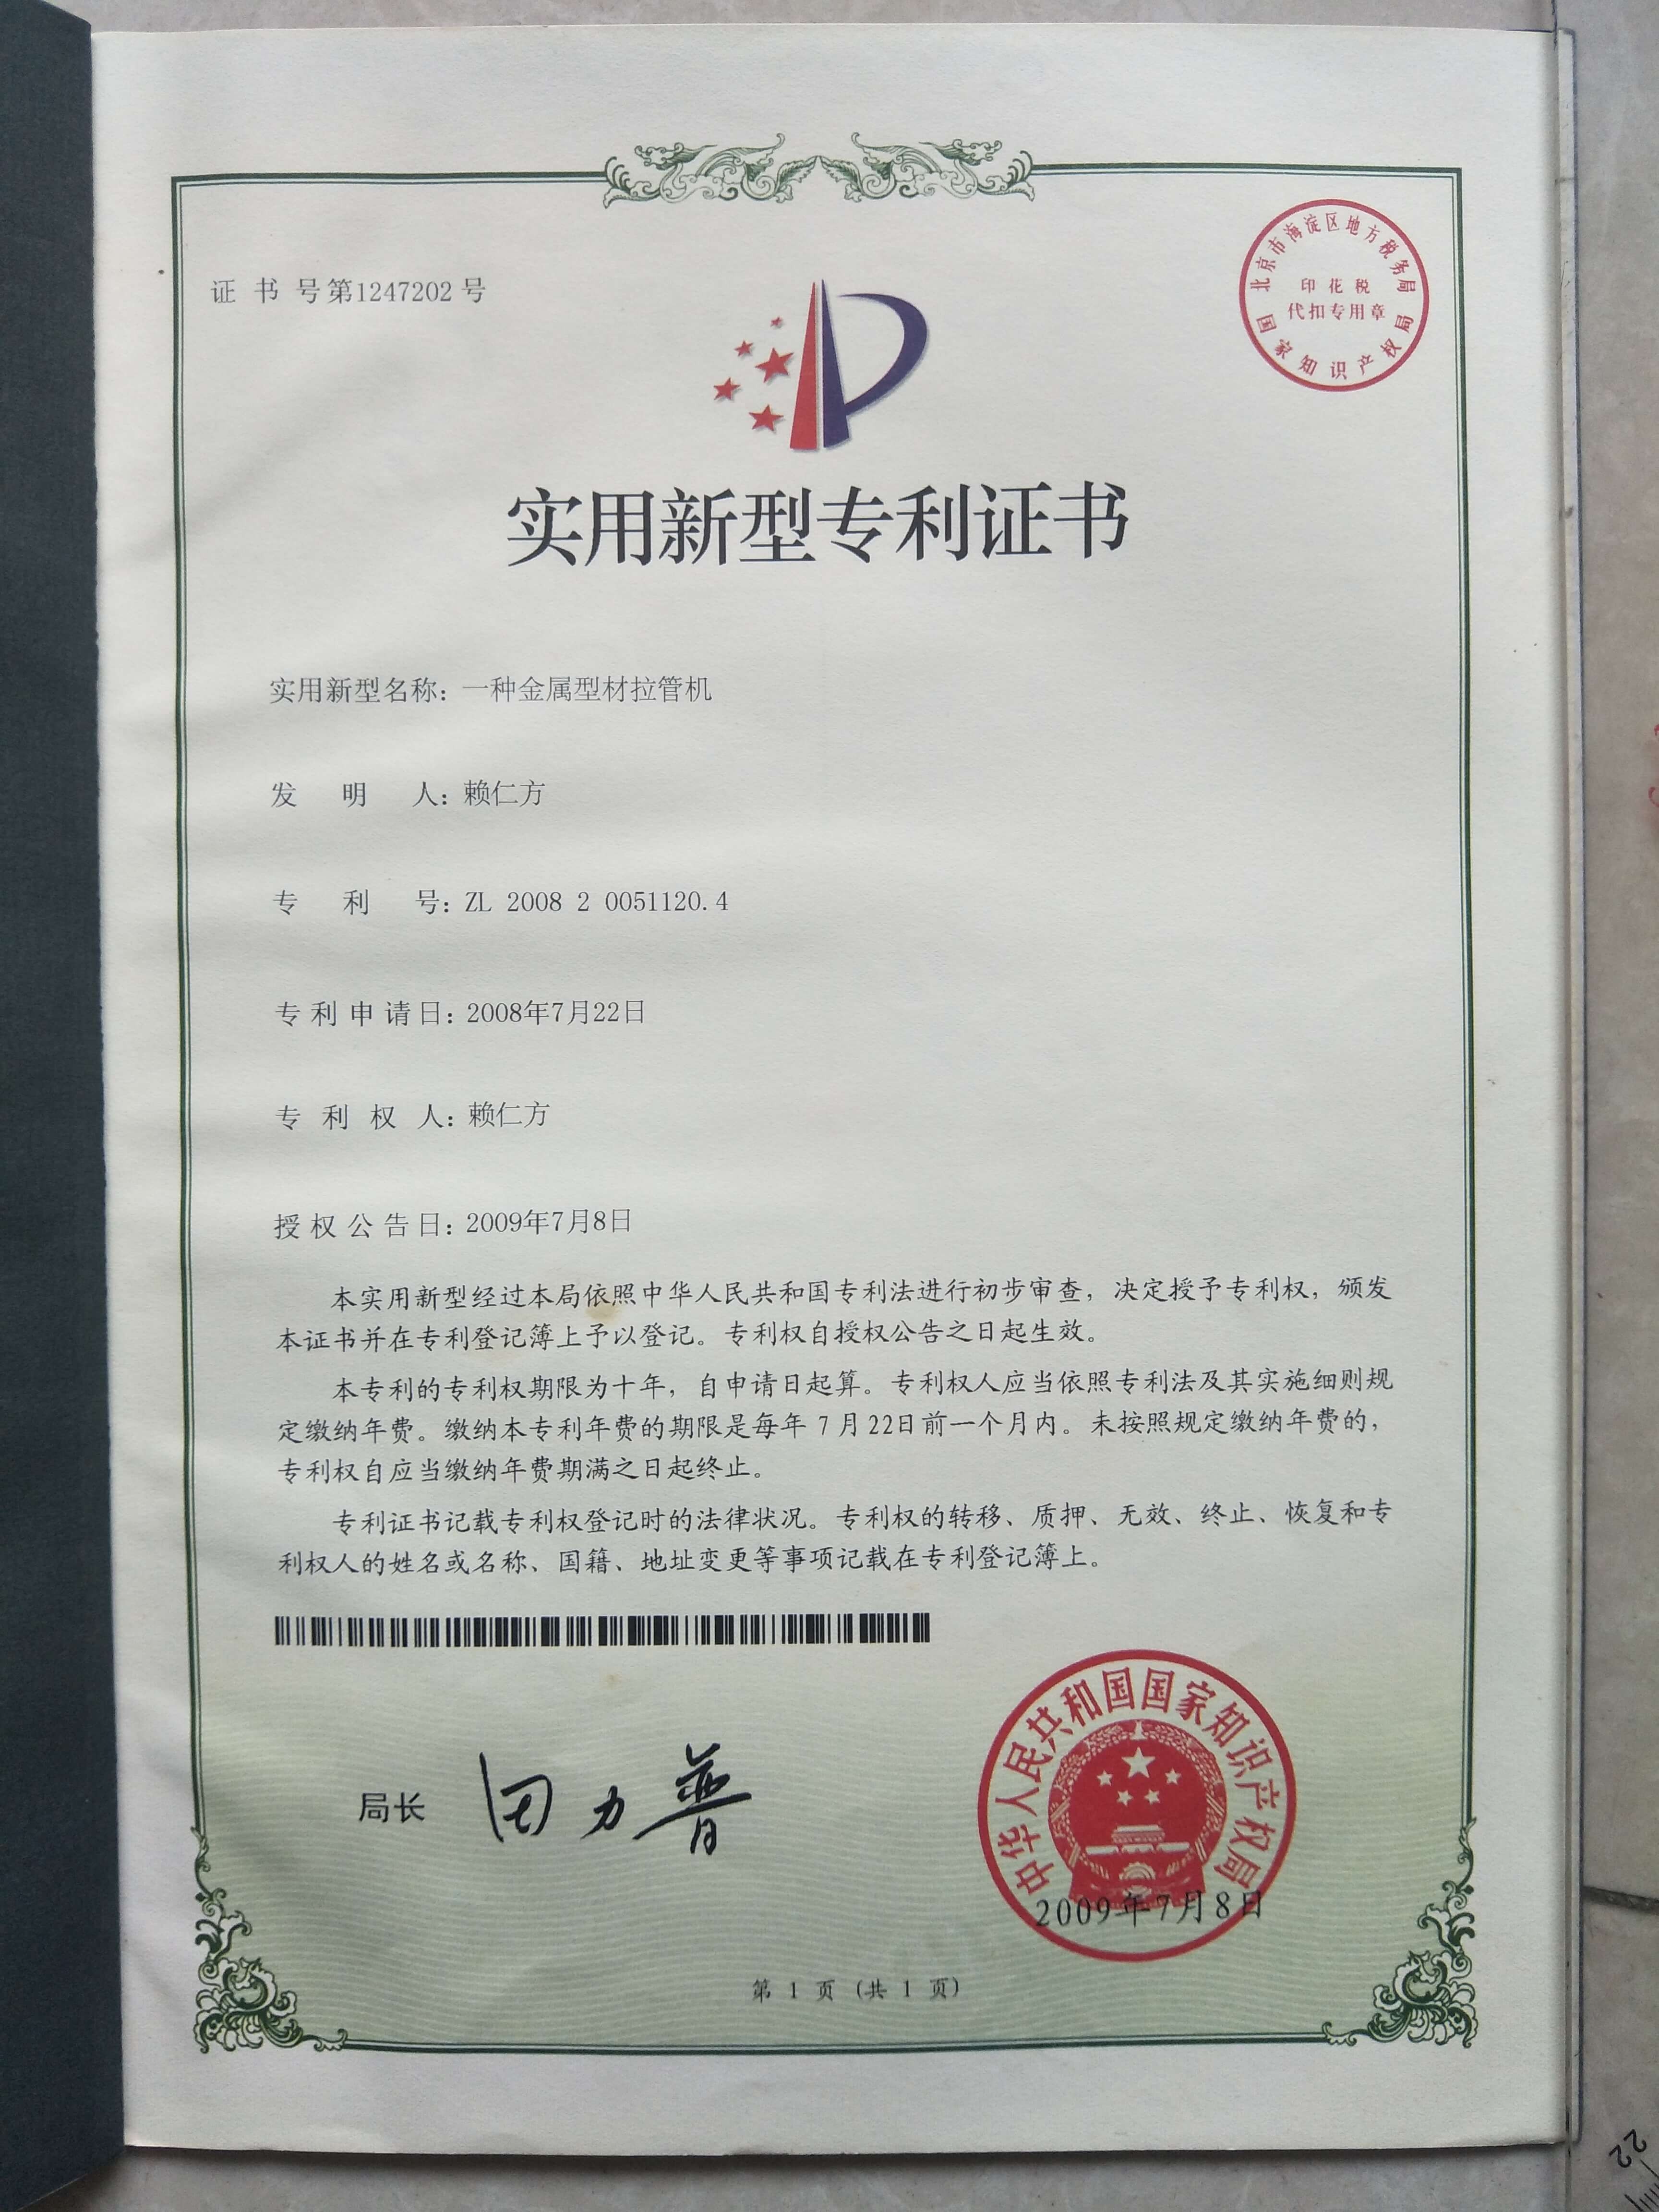 证书号第1247202号
北京市海淀区地方税务局
印花税
代扣专用章
国家知识产权局
实用新型专利证书
实用新型名称：一种金属型材拉管机
发明人：赖仁方
专利号：ZL 2008 2 0051120.4
专利申请日：2008年7月22日
专利权人：赖仁方
授权公告日：2009年7月8日
本实用新型经过本局依照中华人民共和国专利法进行初步审查，决定授予专利权，颁发
本证书并在专利登记簿上予以登记。专利权自授权公告之日起生效。
本专利的专利权期限为十年，自申请日起算。专利权人应当依照专利法及其实施细则规
定缴纳年费。缴纳本专利年费的期限是每年7月22日前一个月内。未按照规定缴纳年费的，
专利权自应当缴纳年费期满之日起终止。
专利证书记载专利权登记时的法律状况。专利权的转移、质押、无效、终止、恢复和专
利权人的姓名或名称、国籍、地址变更等事项记载在专利登记簿上。
局长 田力普
中华人民共和国国家知识产权局
2009年7月8日
第1页（共1页）
22